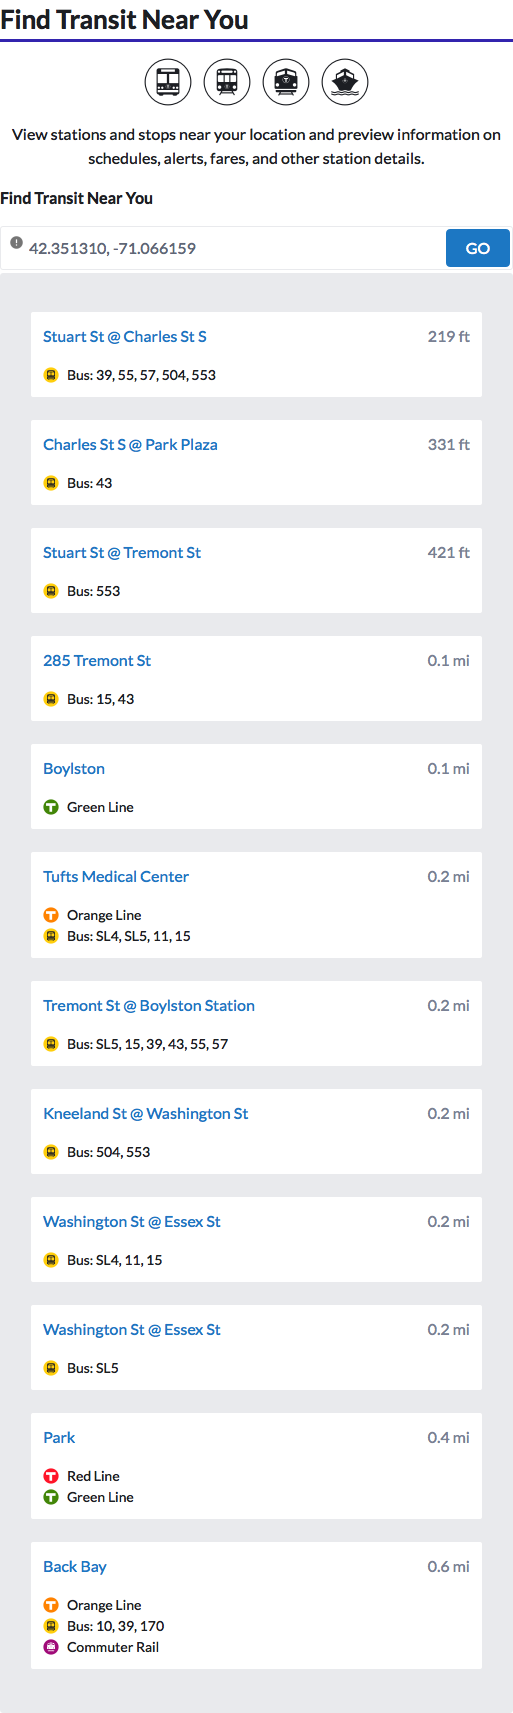 Find Transit Near You
View stations and stops near your location and preview information on
schedules, alerts, fares, and other station details.
Find Transit Near You
42.351310, -71.066159
GO
Stuart St @ Charles St S 219 ft
Bus: 39, 55, 57, 504, 553
Charles St S @ Park Plaza 331 ft
Bus: 43
Stuart St @ Tremont St 421 ft
Bus: 553
285 Tremont St 0.1 mi
Bus: 15, 43
Boylston 0.1 mi
T Green Line
Tufts Medical Center 0.2 mi
T Orange Line
Bus: SL4, SL5, 11, 15
Tremont St @ Boylston Station 0.2 mi
Bus: SL5, 15, 39, 43, 55, 57
Kneeland St @ Washington St 0.2 mi
Bus: 504, 553
Washington St @ Essex St 0.2 mi
Bus: SL4, 11, 15
Washington St @ Essex St 0.2 mi
Bus: SL5
Park 0.4 mi
T Red Line
T Green Line
Back Bay 0.6 mi
T Orange Line
Bus: 10, 39, 170
Commuter Rail